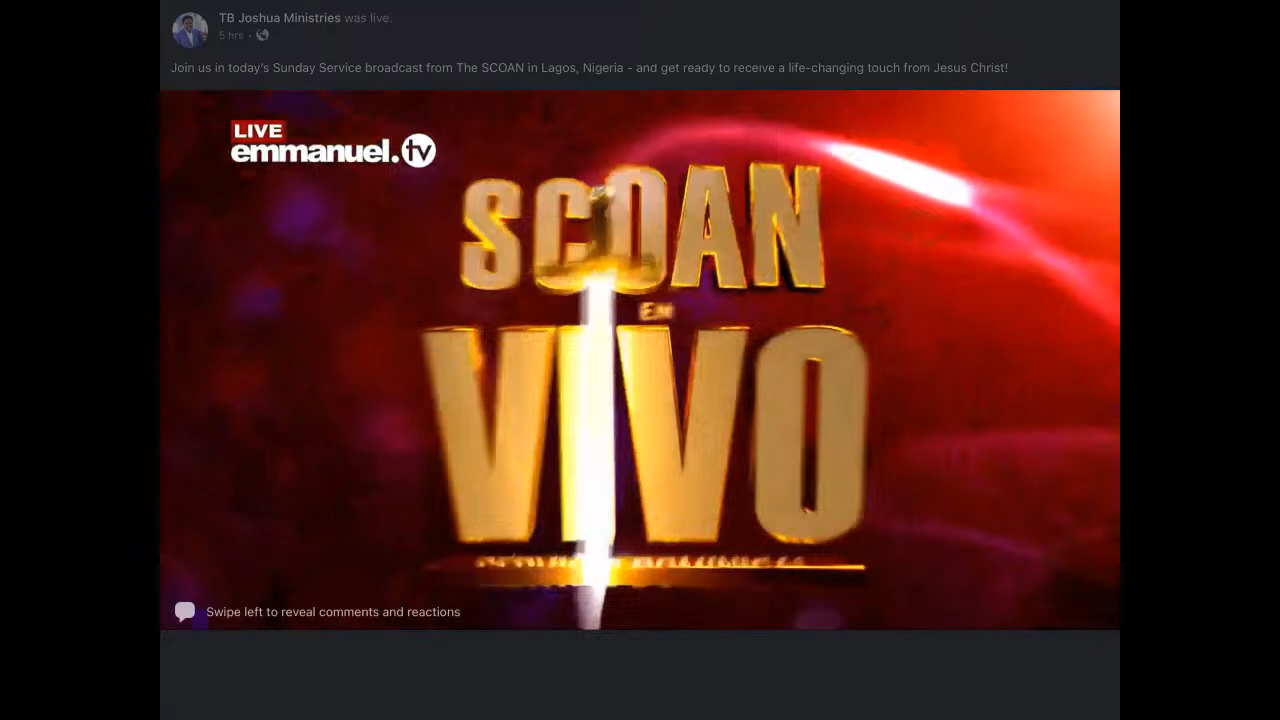 TB Joshua Ministries was live.
5 hrs ·
Join us in today's Sunday Service broadcast from The SCOAN in Lagos, Nigeria - and get ready to receive a life-changing touch from Jesus Christ!
LIVE
emmanuel.tv
SCOAN
EN
VIVO
Swipe left to reveal comments and reactions